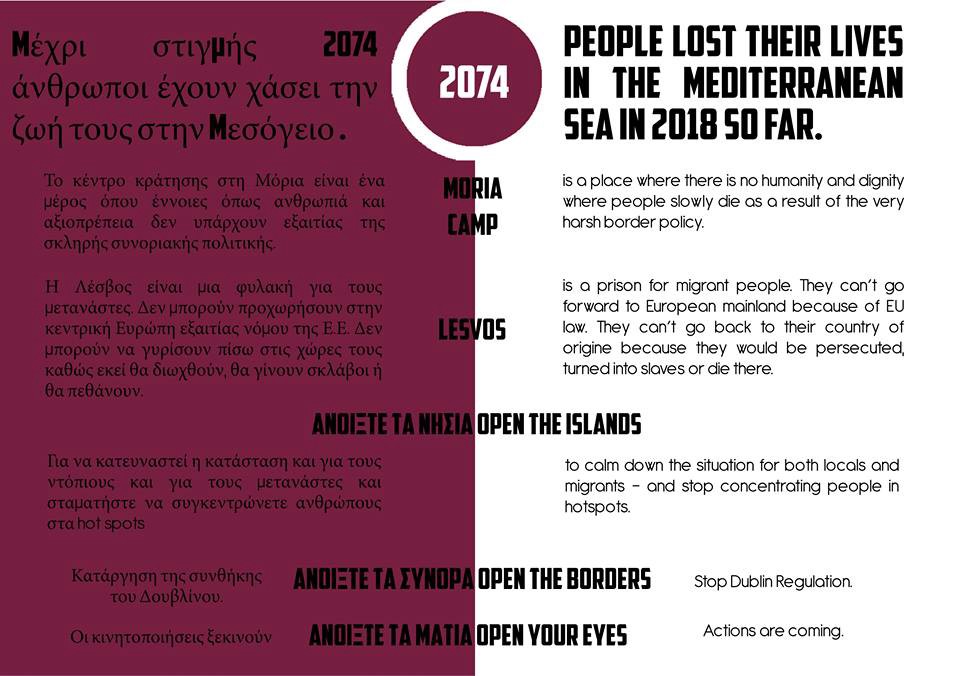 Μέχρι στιγμής 2074
άνθρωποι έχουν χάσει την
ζωή τους στην Μεσόγειο.
2074
PEOPLE LOST THEIR LIVES
IN THE MEDITERRANEAN
SEA IN 2018 SO FAR.
Το κέντρο κράτησης στη Μόρια είναι ένα
μέρος όπου έννοιες όπως ανθρωπιά και
αξιοπρέπεια δεν υπάρχουν εξαιτίας της
σκληρής συνοριακής πολιτικής.
MORIA
CAMP
is a place where there is no humanity and dignity
where people slowly die as a result of the very
harsh border policy.
Η Λέσβος είναι μια φυλακή για τους
μετανάστες. Δεν μπορούν προχωρήσουν στην
κεντρική Ευρώπη εξαιτίας νόμου της Ε.Ε. Δεν
μπορούν να γυρίσουν πίσω στις χώρες τους
καθώς εκεί θα διωχθούν, θα γίνουν σκλάβοι ή
θα πεθάνουν.
LESVOS
is a prison for migrant people. They can't go
forward to European mainland because of EU
law. They can't go back to their country of
origine because they would be persecuted,
turned into slaves or die there.
ΑΝΟΙΞΤΕ ΤΑ ΝΗΣΙΑ OPEN THE ISLANDS
Για να κατευναστεί η κατάσταση και για τους
ντόπιους και για τους μετανάστες και
σταματήστε να συγκεντρώνετε ανθρώπους
στα hot spots
to calm down the situation for both locals and
migrants - and stop concentrating people in
hotspots.
Κατάργηση της συνθήκης
του Δουβλίνου.
ΑΝΟΙΞΤΕ ΤΑ ΣΥΝΟΡΑ OPEN THE BORDERS
Stop Dublin Regulation.
Οι κινητοποιήσεις ξεκινούν
ΑΝΟΙΞΤΕ ΤΑ ΜΑΤΙΑ OPEN YOUR EYES
Actions are coming.